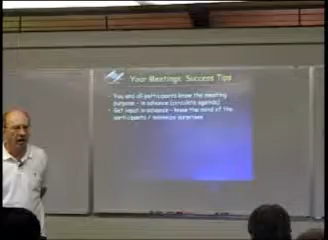 Your Meetings: Success Tips
• You and all participants know the meeting
purpose - in advance (circulate agenda)
• Get input in advance - know the mind of the
participants / minimize surprises